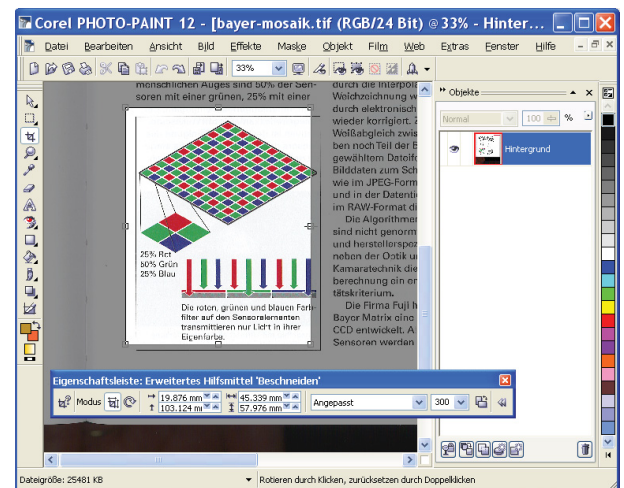 Corel PHOTO-PAINT 12 - [bayer-mosaik.tif (RGB/24 Bit) @ 33% - Hinter...
Datei Bearbeiten Ansicht Bild Effekte Maske Objekt Film Web Extras Fenster Hilfe
33%
menschlichen Auges sind 50% der Sen-
soren mit einer grünen, 25% mit einer
25% Rot
50% Grün
25% Blau
Die roten, grünen und blauen Farb-
filter auf den Sensorelementen
transmittieren nur Licht in ihrer
Eigenfarbe.
durch die Interpola
Weichzeichnung w
durch elektronisch
wieder korrigiert. Z
Weißabgleich zwis
ben noch Teil der B
gewähltem Dateifo
Bilddaten zum Sch
wie im JPEG-Form
und in der Datentie
im RAW-Format di
Die Algorithmen
sind nicht genorm
und herstellerspez
neben der Optik u
Kamaratechnik die
berechnung ein en
tätskriterium.
Die Firma Fuji h
Bayer Matrix eine
CCD entwickelt. A
Sensoren werden
Objekte
Normal 100 %
Hintergrund
Eigenschaftsleiste: Erweitertes Hilfsmittel 'Beschneiden'
Modus 19.876 mm 45.339 mm Angepasst 300
103.124 m 57.976 mm
Dateigröße: 25481 KB Rotieren durch Klicken, zurücksetzen durch Doppelklicken